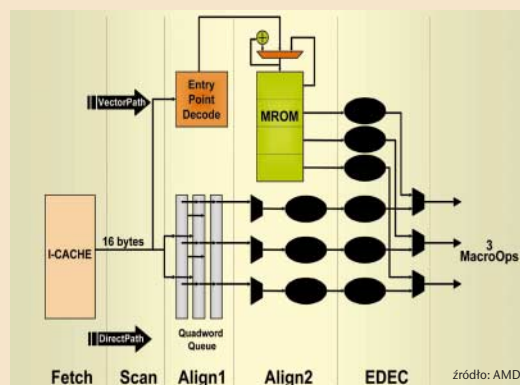 Entry
Point
Decode
MROM
VectorPath
I-CACHE
16 bytes
3
MacroOps
DirectPath
Quadword
Queue
Fetch
Scan
Align1
Align2
EDEC
źródło: AMD